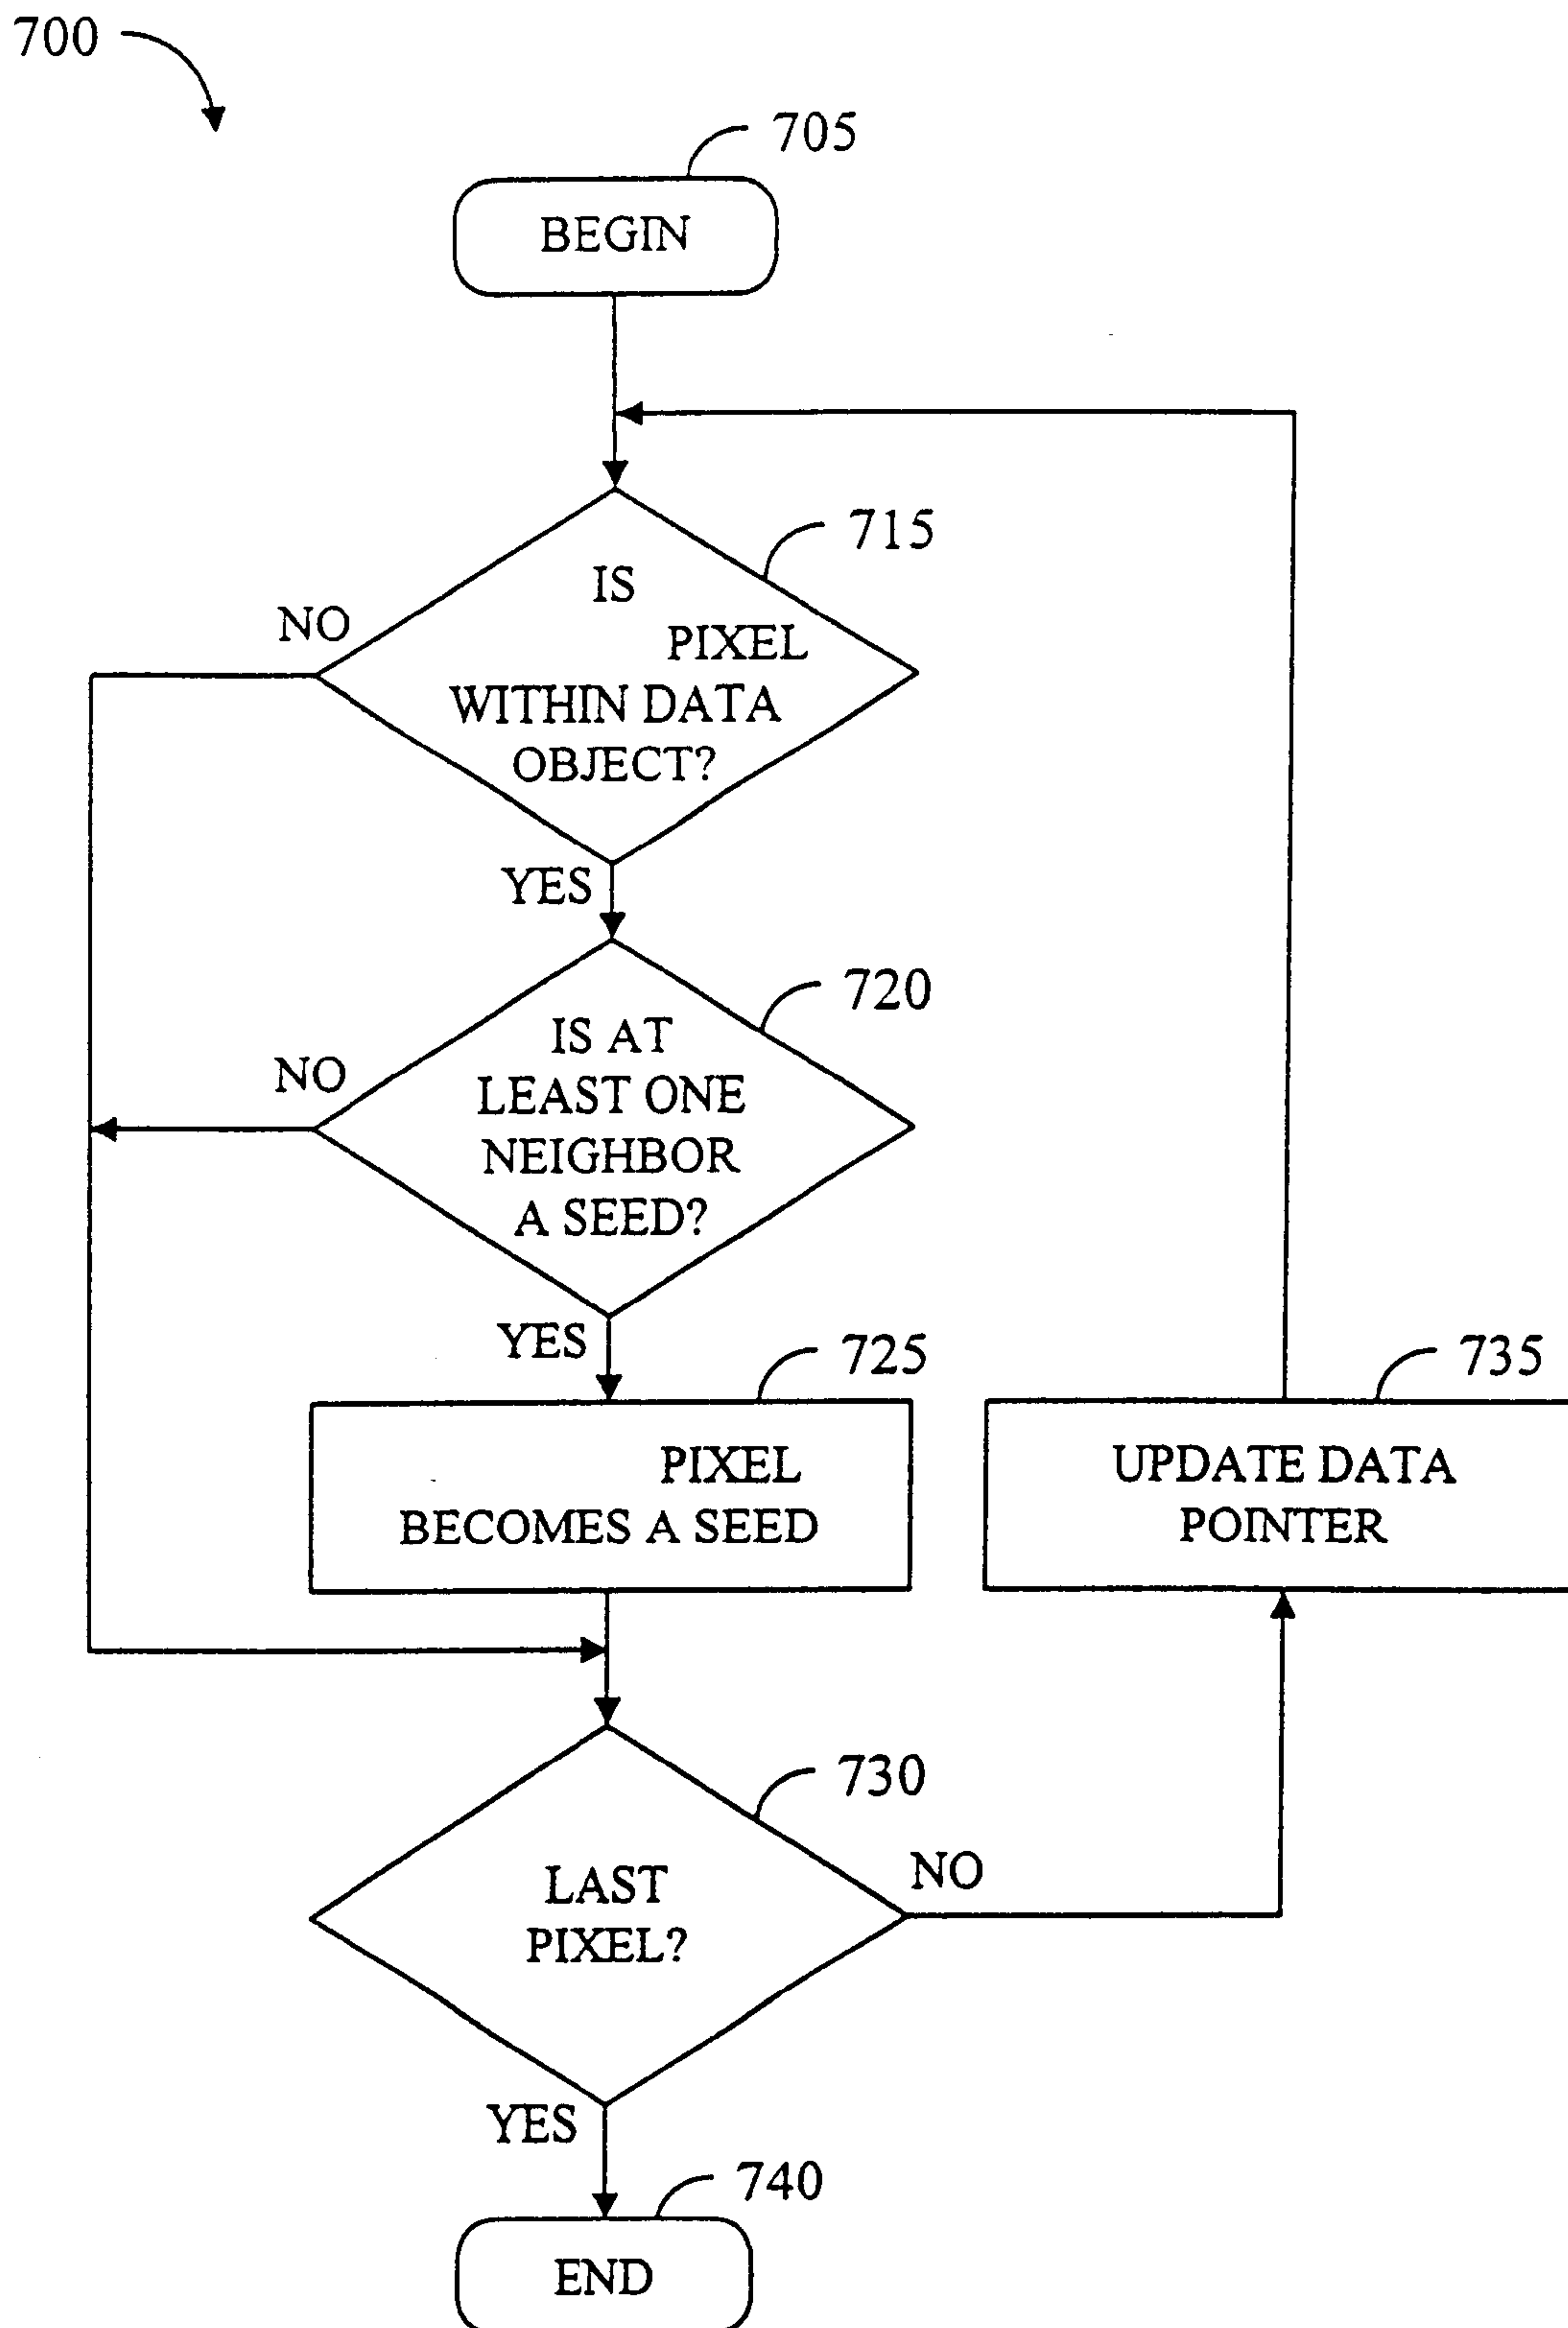 700
705
BEGIN
715
IS
PIXEL
WITHIN DATA
OBJECT?
NO
YES
720
IS AT
LEAST ONE
NEIGHBOR
A SEED?
NO
YES
725
PIXEL
BECOMES A SEED
735
UPDATE DATA
POINTER
730
LAST
PIXEL?
NO
YES
740
END